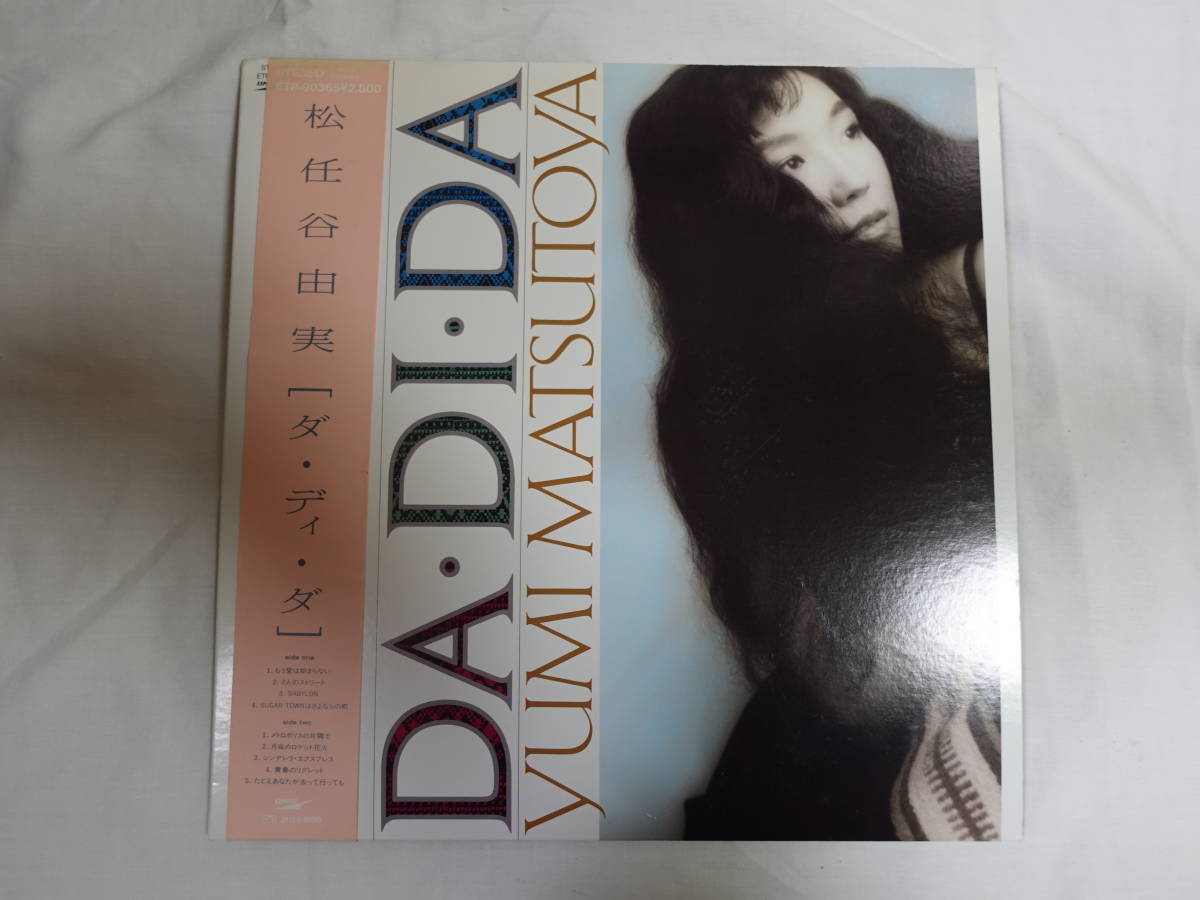 ETP-90365 ¥2,800
松任谷由実[ダ・ディ・ダ]
side one
1. もう愛は始まらない
2. 2人のストリート
3. BABYLON
4. SUGAR TOWNはさよならの町
side two
1. メトロポリスの片隅で
2. 月夜のロケット花火
3. シンデレラ・エクスプレス
4. 青春のリグレット
5. たとえあなたが去って行っても
DA・DI・DA
YUMI MATSUTOYA